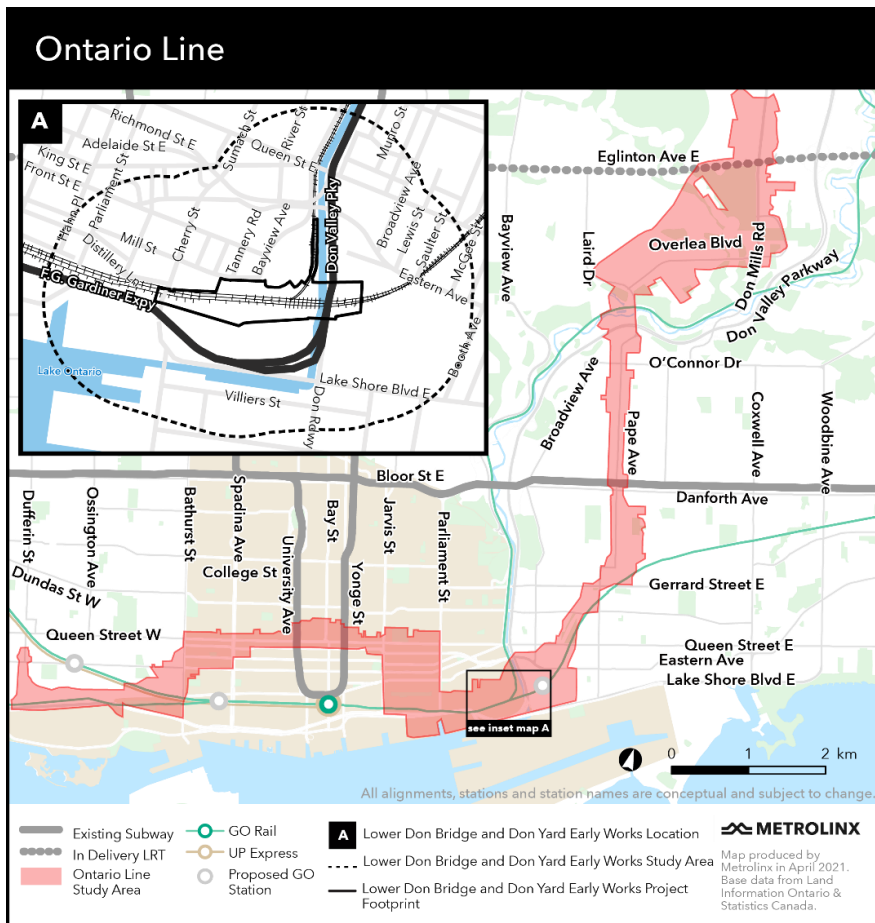 Ontario Line
A
Richmond St E
Adelaide St E
King St E
Front St E
Parliament St
Hahn Pl
Distillery Ln
Mill St
Cherry St
Sumach St
River St
Queen St E
Munro St
Tannery Rd
Bayview Ave
Don Valley Pky
Broadview Ave
Lewis St
Saulter St
McGee St
Eastern Ave
F.G. Gardiner Expy
Booth Ave
Lake Ontario
Lake Shore Blvd E
Villiers St
Don Rdwy
Eglinton Ave E
Bayview Ave
Laird Dr
Overlea Blvd
Don Mills Rd
Don Valley Parkway
O'Connor Dr
Broadview Ave
Pape Ave
Coxwell Ave
Woodbine Ave
Bloor St E
Danforth Ave
Dufferin St
Ossington Ave
Bathurst St
Spadina Ave
University Ave
Bay St
Yonge St
Jarvis St
Parliament St
College St
Dundas St W
Gerrard Street E
Queen Street W
Queen Street E
Eastern Ave
Lake Shore Blvd E
see inset map A
0 1 2 km
All alignments, stations and station names are conceptual and subject to change.
Existing Subway
In Delivery LRT
Ontario Line
Study Area
GO Rail
UP Express
Proposed GO
Station
A Lower Don Bridge and Don Yard Early Works Location
Lower Don Bridge and Don Yard Early Works Study Area
Lower Don Bridge and Don Yard Early Works Project
Footprint
METROLINX
Map produced by
Metrolinx in April 2021.
Base data from Land
Information Ontario &
Statistics Canada.